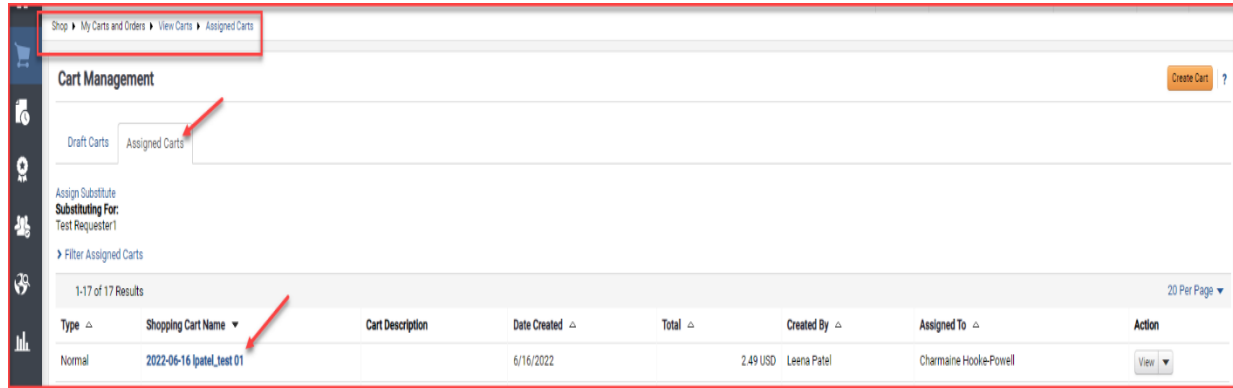 Shop My Carts and Orders View Carts Assigned Carts
Cart Management
Create Cart ?
Draft Carts Assigned Carts
Assign Substitute
Substituting For:
Test Requester1
Filter Assigned Carts
1-17 of 17 Results 20 Per Page
Type Shopping Cart Name Cart Description Date Created Total Created By Assigned To Action
Normal 2022-06-16 lpatel_test 01 6/16/2022 2.49 USD Leena Patel Charmaine Hooke-Powell View